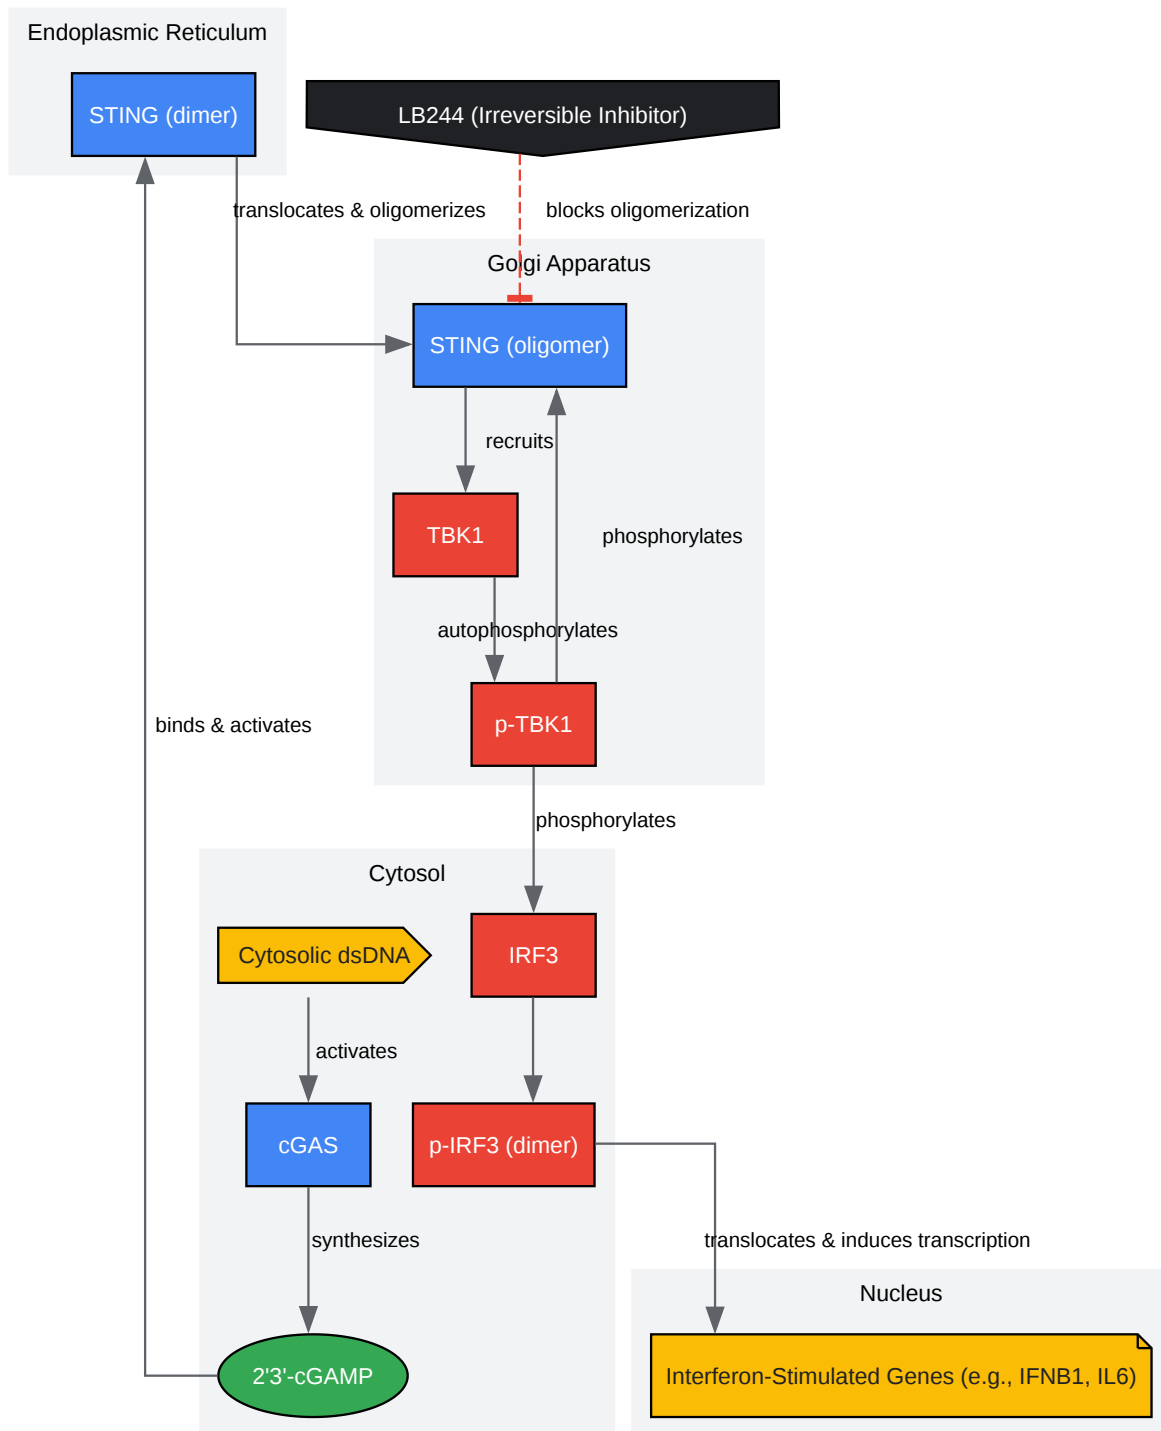 Endoplasmic Reticulum
STING (dimer)
LB244 (Irreversible Inhibitor)
translocates & oligomerizes
blocks oligomerization
Golgi Apparatus
STING (oligomer)
recruits
TBK1
phosphorylates
autophosphorylates
p-TBK1
binds & activates
phosphorylates
Cytosol
Cytosolic dsDNA
IRF3
activates
cGAS
p-IRF3 (dimer)
synthesizes
translocates & induces transcription
Nucleus
2'3'-cGAMP
Interferon-Stimulated Genes (e.g., IFNB1, IL6)